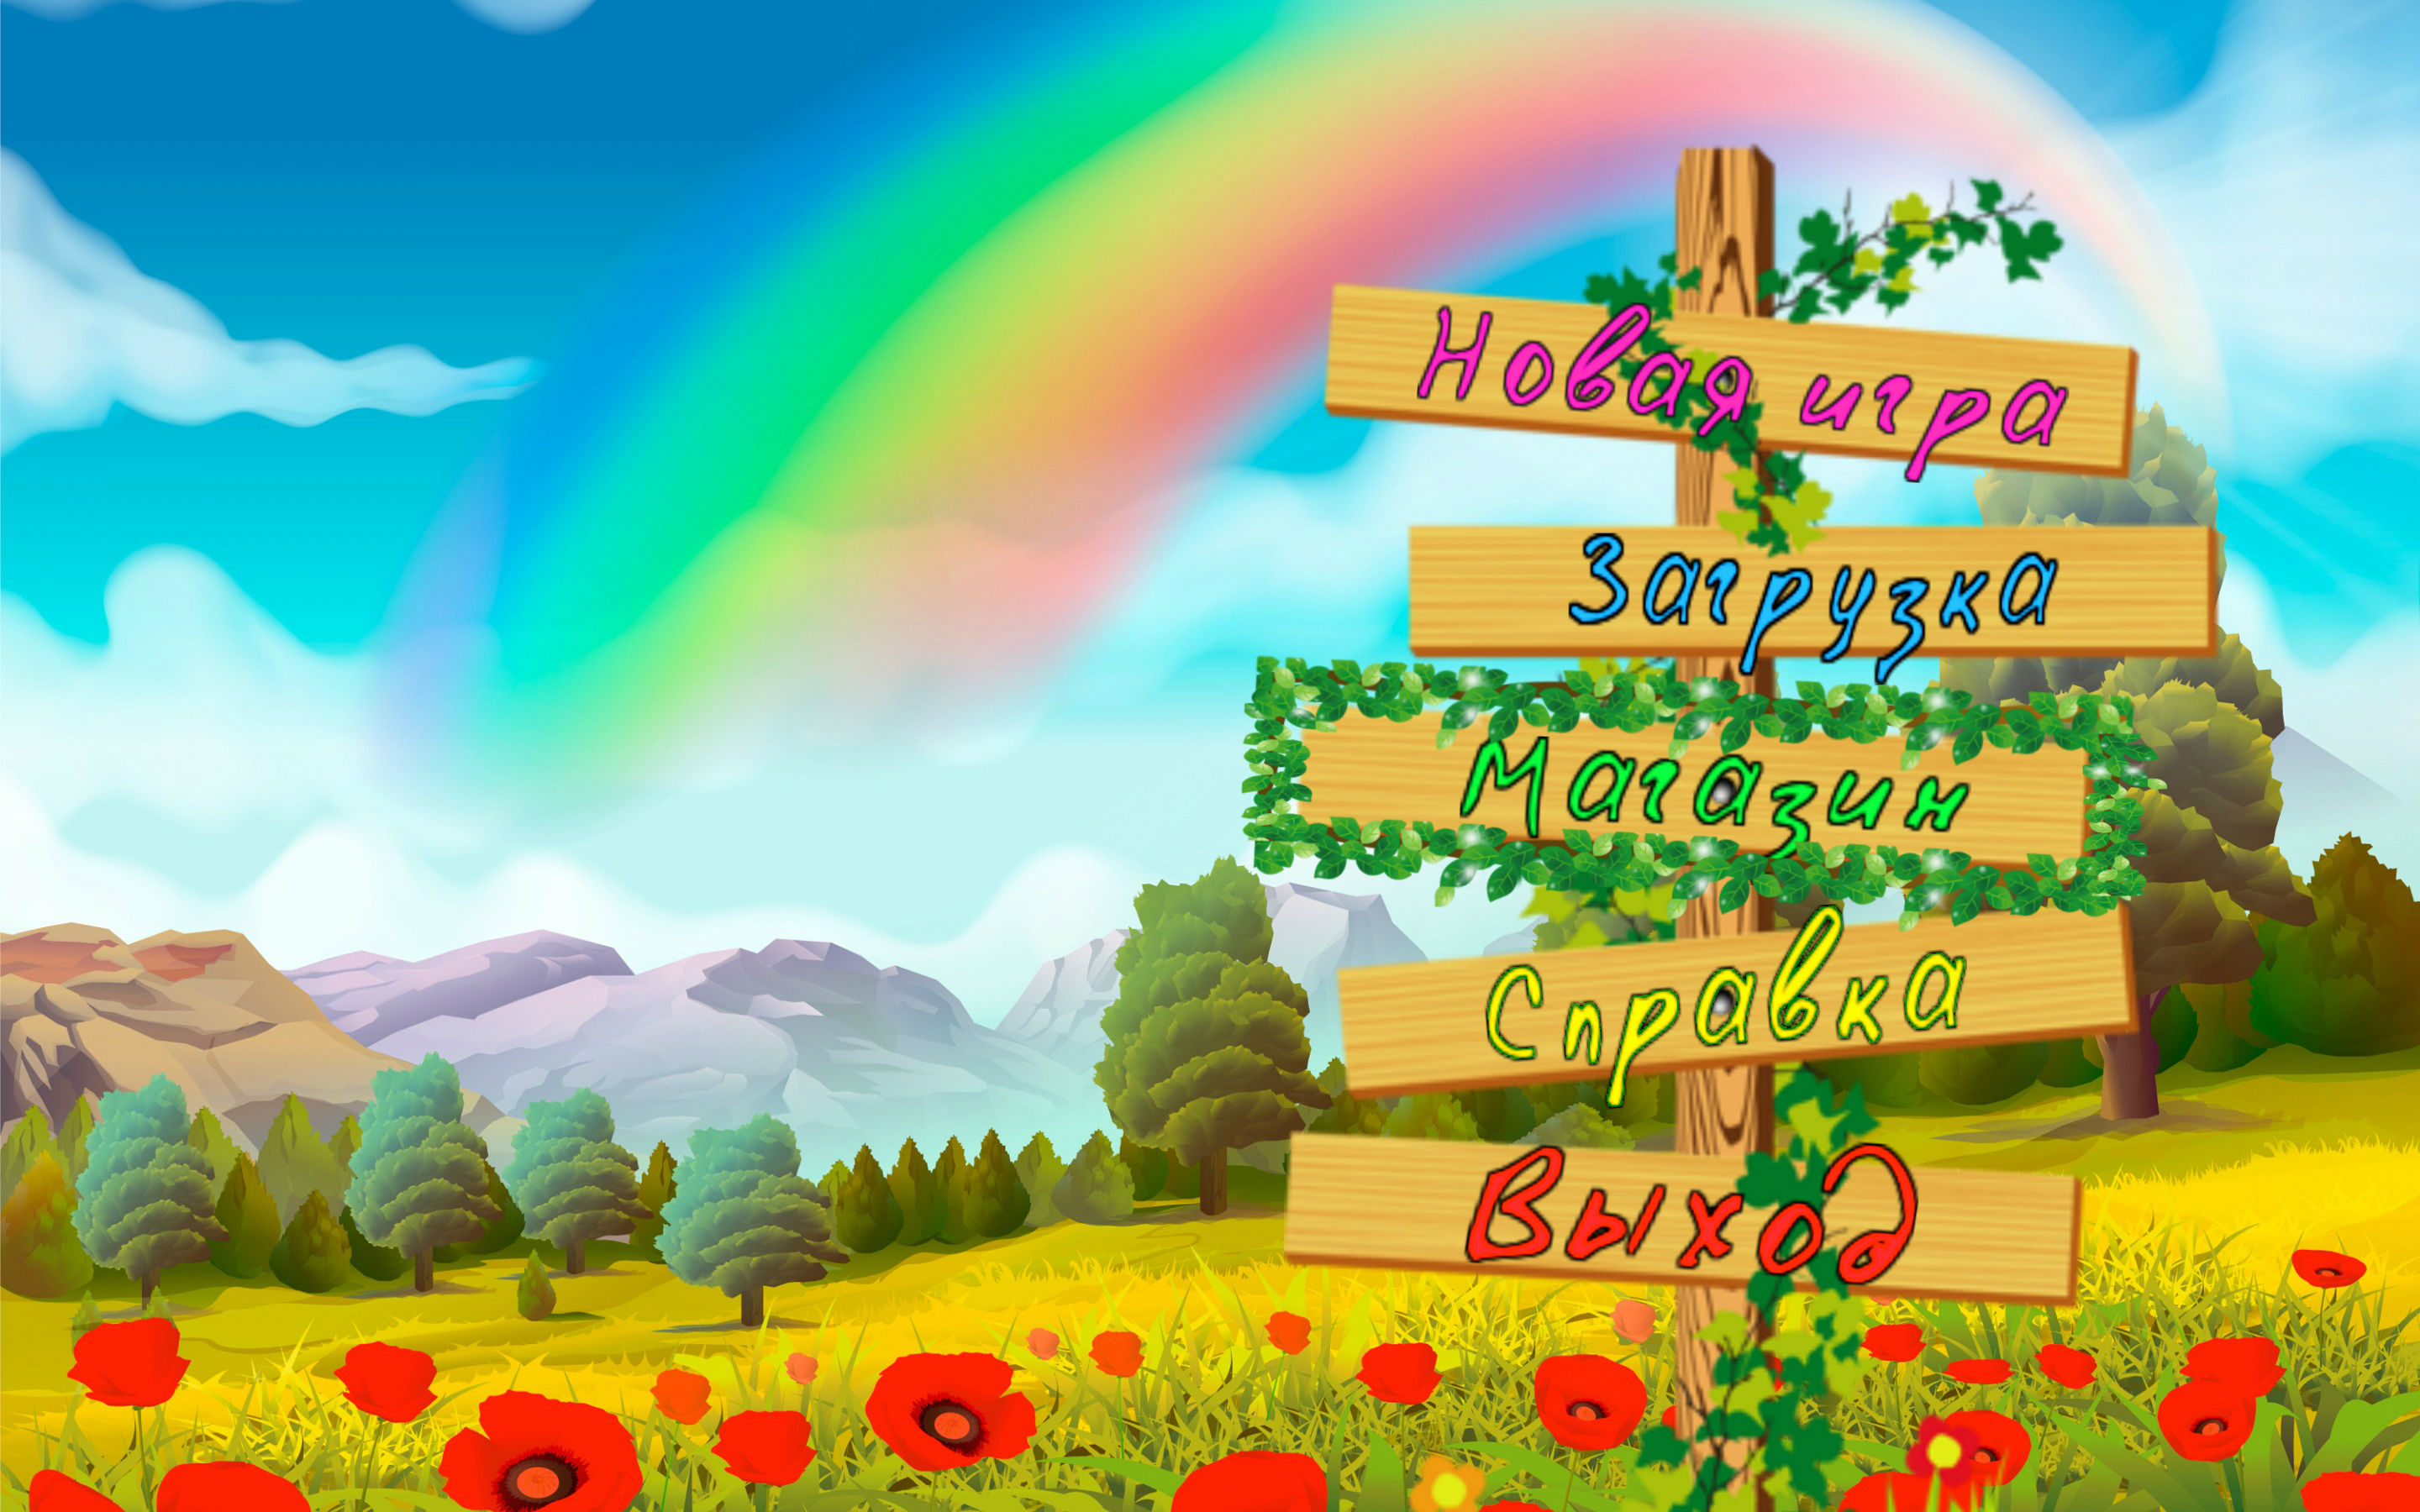 Новая игра
Загрузка
Магазин
Справка
Выход